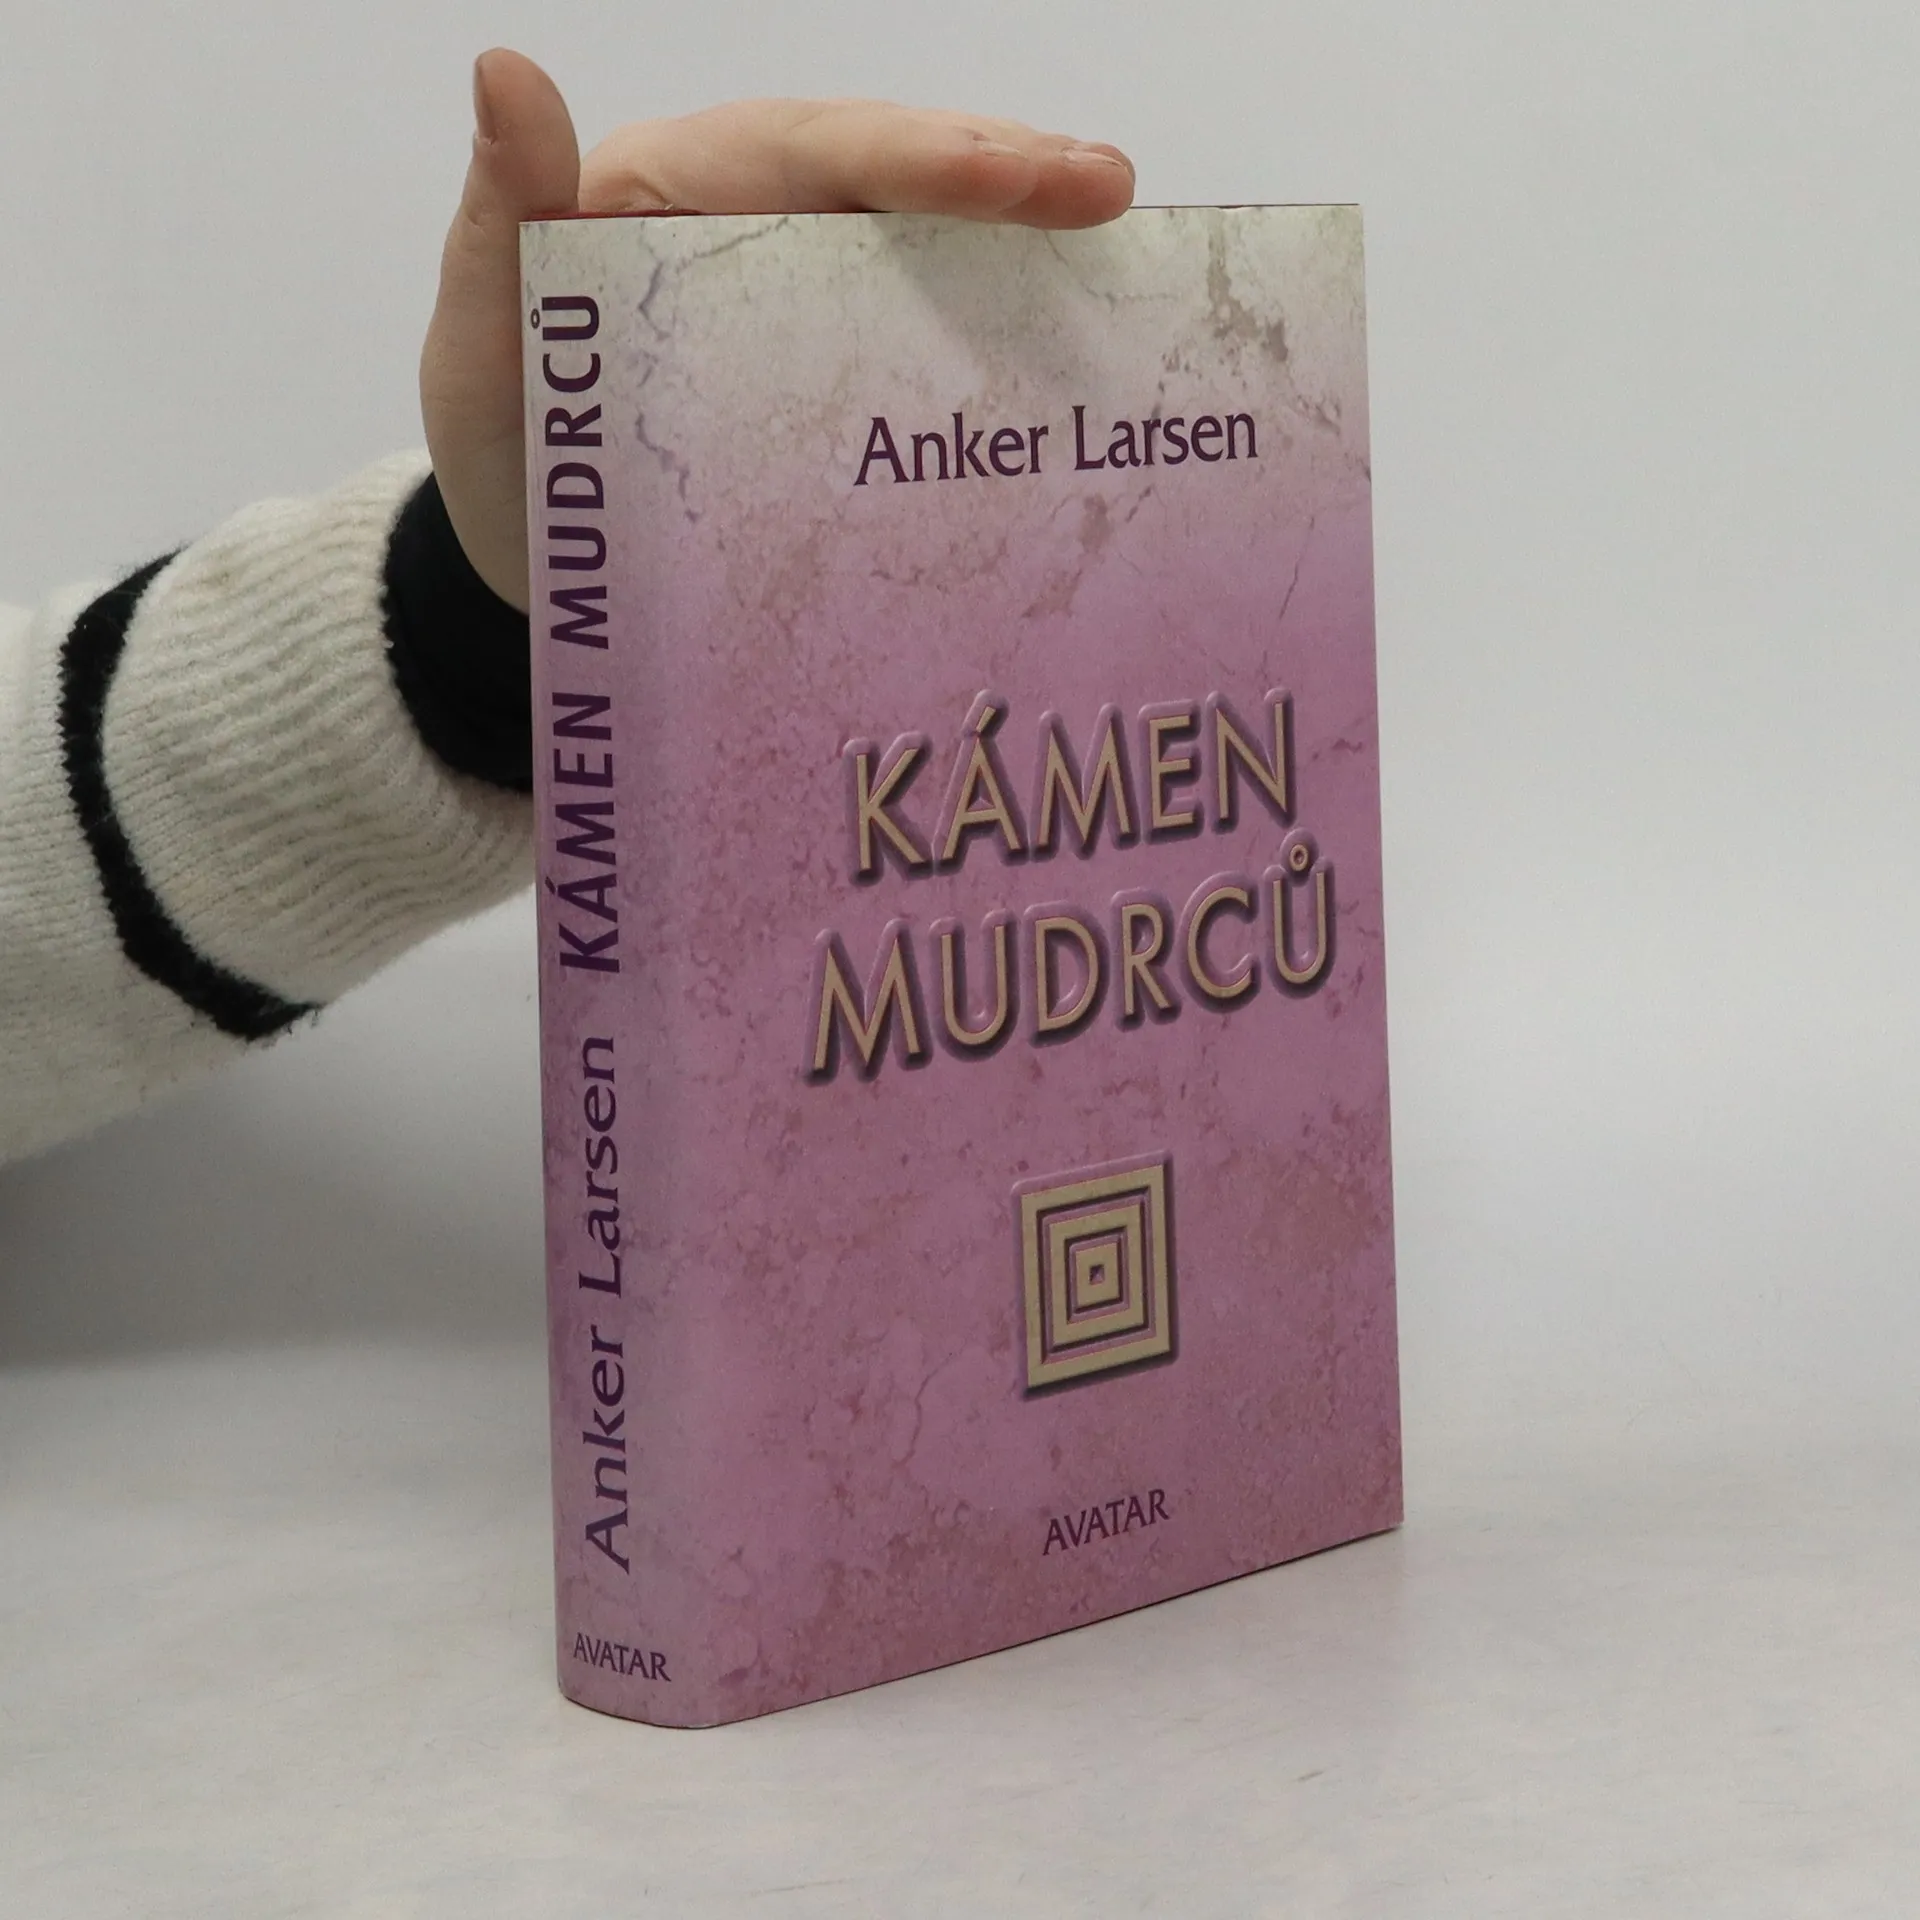 Anker Larsen
KÁMEN
MUDRCŮ
AVATAR
Anker Larsen KÁMEN MUDRCŮ
AVATAR